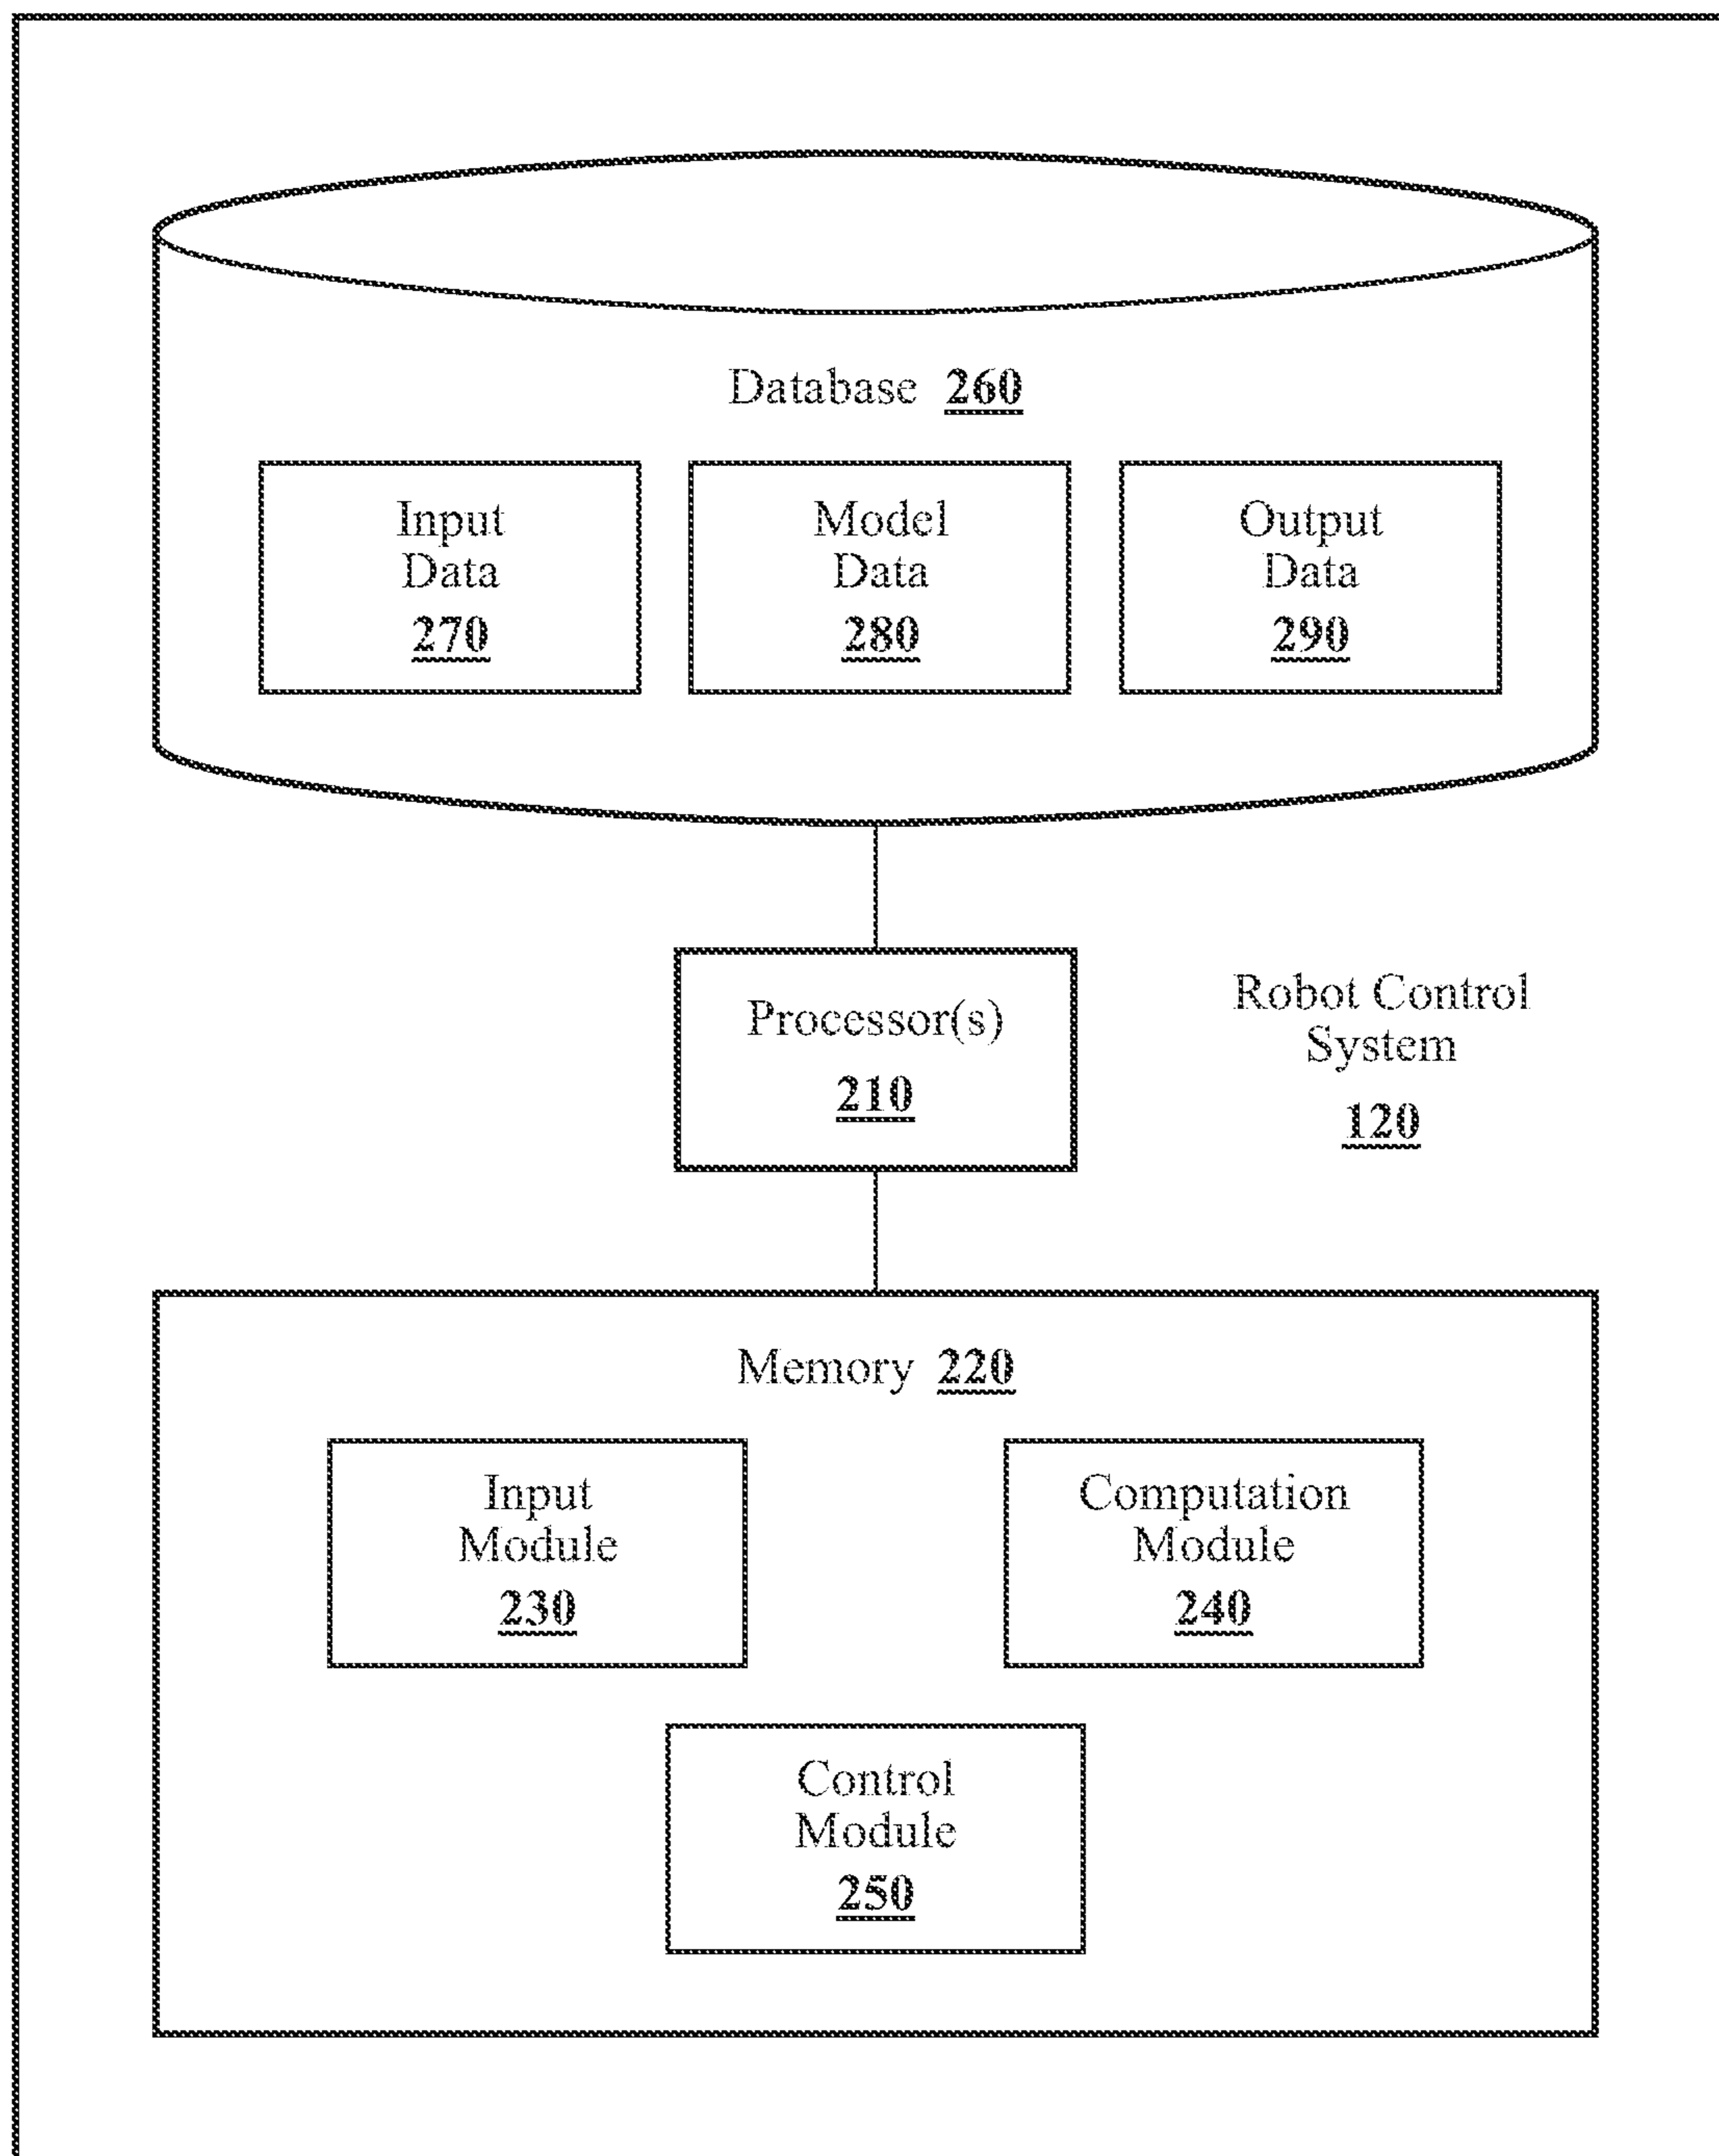 Database 260
Input
Data
270
Model
Data
280
Output
Data
290
Processor(s)
210
Robot Control
System
120
Memory 220
Input
Module
230
Computation
Module
240
Control
Module
250